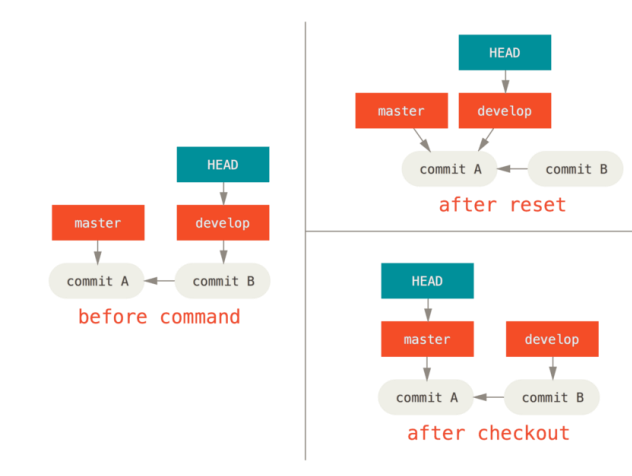 HEAD
master
develop
commit A
commit B
before command
HEAD
master
develop
commit A
commit B
after reset
HEAD
master
develop
commit A
commit B
after checkout